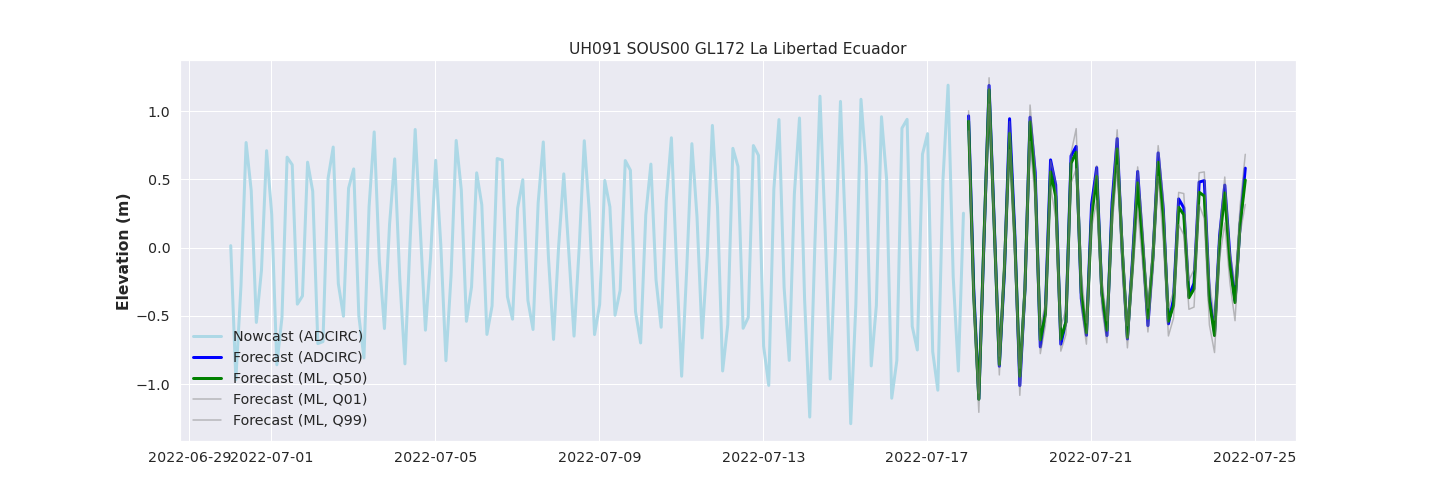 UH091 SOUS00 GL172 La Libertad Ecuador
Elevation (m)
1.0
0.5
0.0
−0.5
−1.0
Nowcast (ADCIRC)
Forecast (ADCIRC)
Forecast (ML, Q50)
Forecast (ML, Q01)
Forecast (ML, Q99)
2022-06-29 2022-07-01 2022-07-05 2022-07-09 2022-07-13 2022-07-17 2022-07-21 2022-07-25